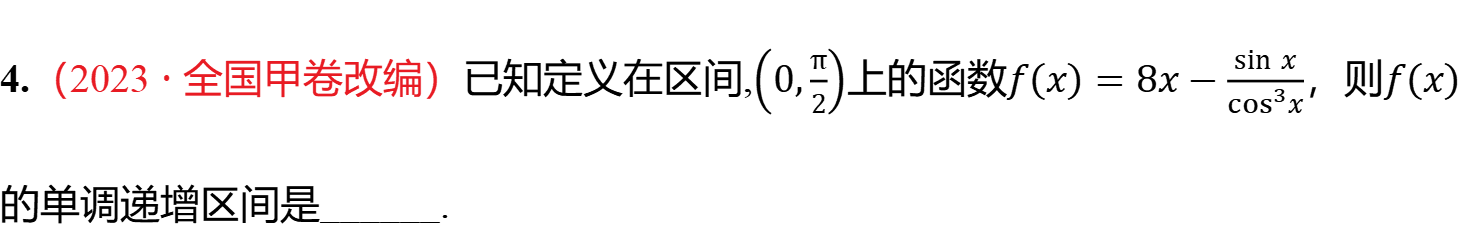 4.（2023 · 全国甲卷改编）已知定义在区间,(0, π/2)上的函数f(x) = 8x − sin x/cos³x，则f(x)
的单调递增区间是______.